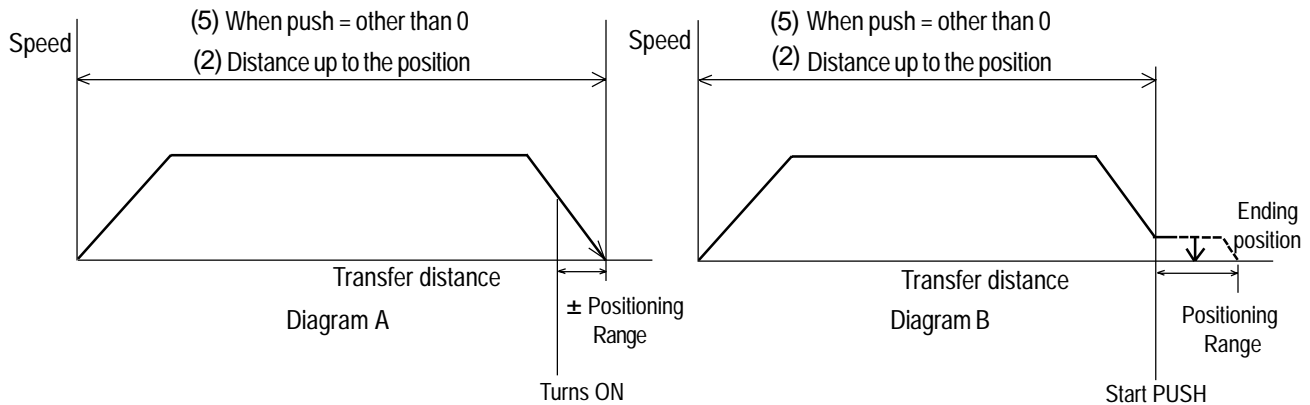 (5) When push = other than 0
Speed
(2) Distance up to the position
Transfer distance
± Positioning
Range
Diagram A
Turns ON
(5) When push = other than 0
Speed
(2) Distance up to the position
Ending
position
Transfer distance
Diagram B
Positioning
Range
Start PUSH